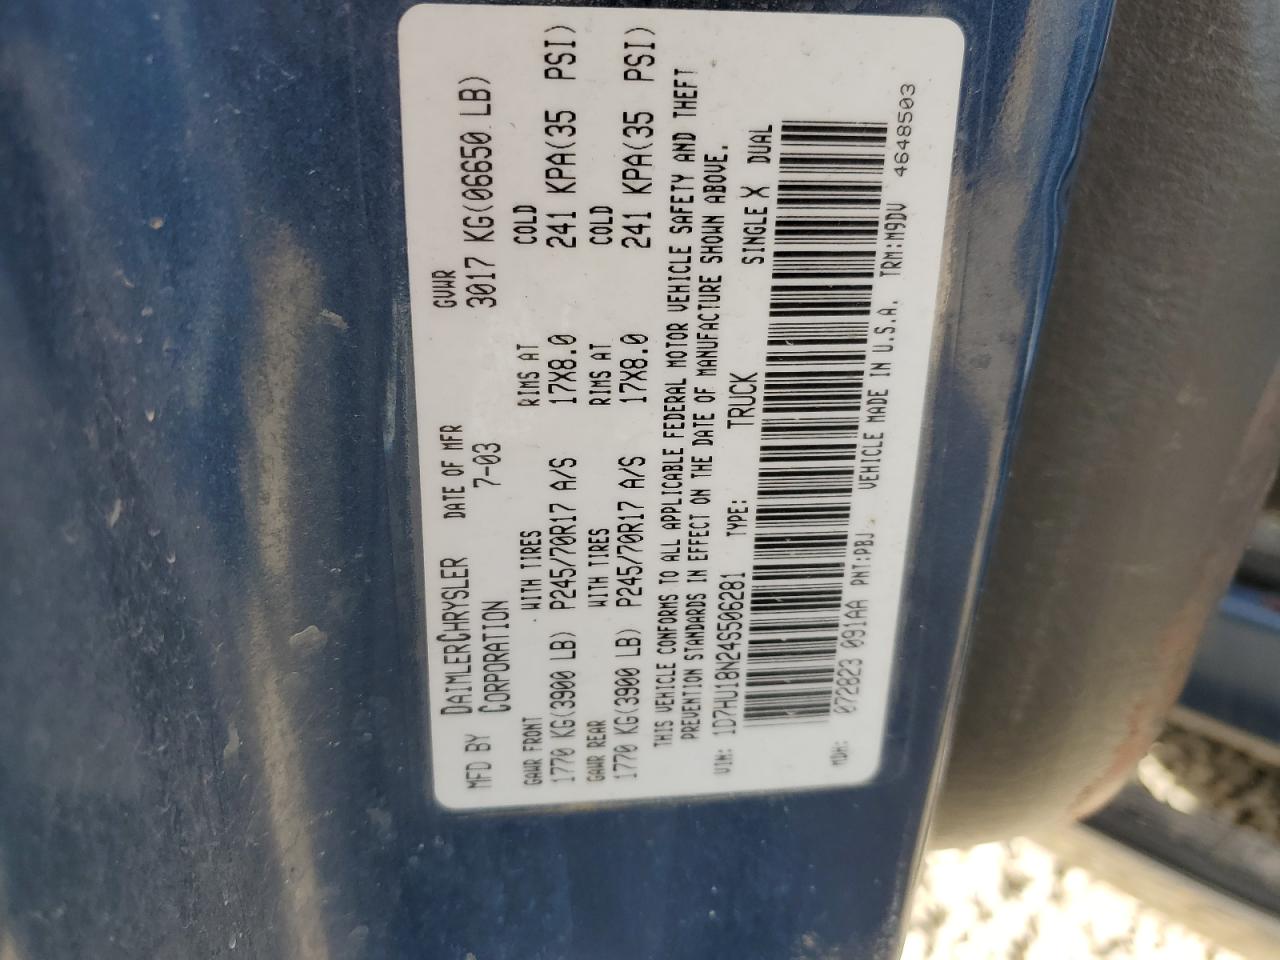 MFD BY DAIMLERCHRYSLER DATE OF MFR GVWR
CORPORATION 7-03 3017 KG(06650 LB)
GAWR FRONT WITH TIRES RIMS AT COLD
1770 KG(3900 LB) P245/70R17 A/S 17X8.0 241 KPA(35 PSI)
GAWR REAR WITH TIRES RIMS AT COLD
1770 KG(3900 LB) P245/70R17 A/S 17X8.0 241 KPA(35 PSI)
THIS VEHICLE CONFORMS TO ALL APPLICABLE FEDERAL MOTOR VEHICLE SAFETY AND THEFT
PREVENTION STANDARDS IN EFFECT ON THE DATE OF MANUFACTURE SHOWN ABOVE.
VIN: 1D7HU18N24S506281 TYPE: TRUCK SINGLE X DUAL
MDH: 072823 091AA PNT:PBJ VEHICLE MADE IN U.S.A. TRM:M9DV 4648503